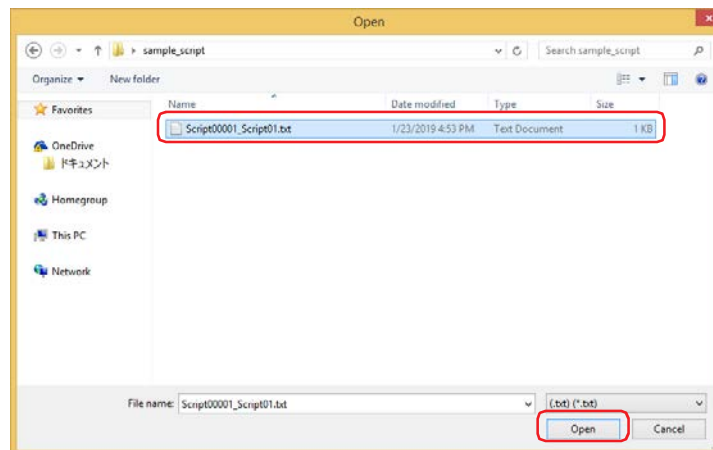 Open
sample_script
Search sample_script
Organize
New folder
Name
Date modified
Type
Size
Favorites
Script00001_Script01.txt
1/23/2019 4:53 PM
Text Document
1 KB
OneDrive
ドキュメント
Homegroup
This PC
Network
File name:
Script00001_Script01.txt
(.txt) (*.txt)
Open
Cancel